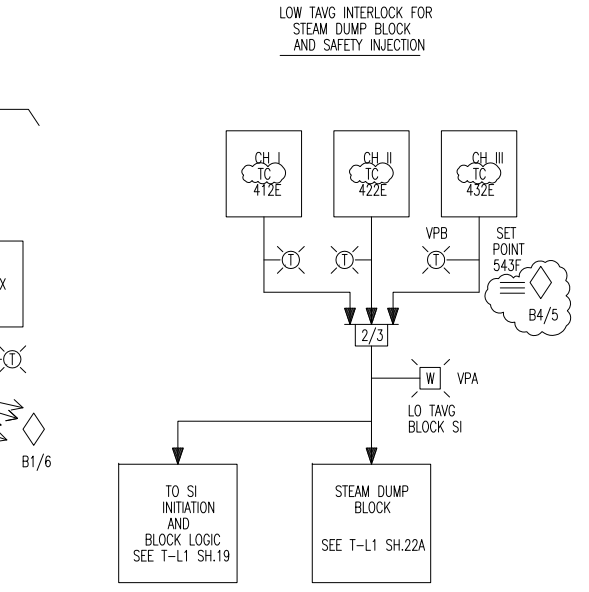 LOW TAVG INTERLOCK FOR
STEAM DUMP BLOCK
AND SAFETY INJECTION
CH I
TC
412E
CH II
TC
422E
CH III
TC
432E
T
T
VPB
T
SET
POINT
543F
B4/5
X
2/3
T
W
VPA
LO TAVG
BLOCK SI
B1/6
TO SI
INITIATION
AND
BLOCK LOGIC
SEE T-L1 SH.19
STEAM DUMP
BLOCK
SEE T-L1 SH.22A